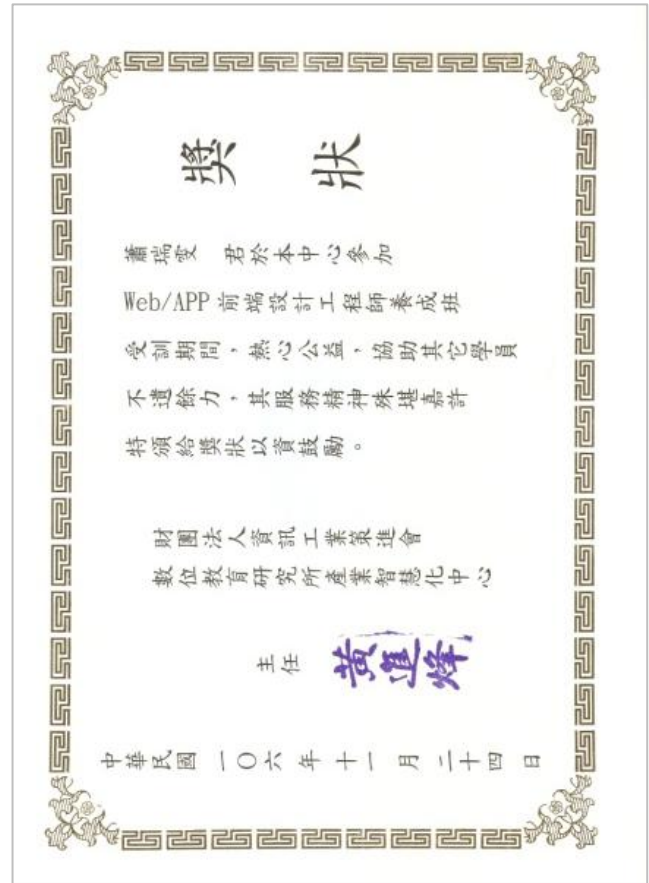 獎狀
蕭瑞雯 君於本中心參加
Web/APP 前端設計工程師養成班
受訓期間，熱心公益，協助其它學員
不遺餘力，其服務精神殊堪嘉許
特頒給獎狀以資鼓勵。
財團法人資訊工業策進會
數位教育研究所產業智慧化中心
主任 黃進烽
中華民國 一〇六 年 十一 月 二十四 日